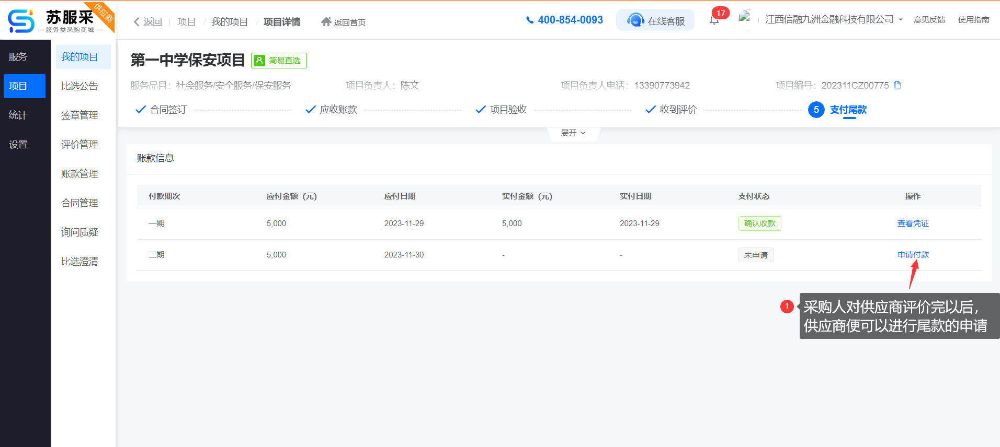 苏服采
供应商
服务类采购商城
返回
项目 / 我的项目 / 项目详情
返回首页
400-854-0093
在线客服
17
江西信融九洲金融科技有限公司
意见反馈
使用指南
服务
项目
统计
设置
我的项目
比选公告
签章管理
评价管理
账款管理
合同管理
询问质疑
比选澄清
第一中学保安项目
简易直选
服务品目：社会服务/安全服务/保安服务
项目负责人：陈文
项目负责人电话：13390773942
项目编号：202311CZ00775
合同签订
应收账款
项目验收
收到评价
5 支付尾款
展开
账款信息
付款期次 应付金额（元） 应付日期 实付金额（元） 实付日期 支付状态 操作
一期 5,000 2023-11-29 5,000 2023-11-29 确认收款 查看凭证
二期 5,000 2023-11-30 - - 未申请 申请付款
1
采购人对供应商评价完以后，
供应商便可以进行尾款的申请